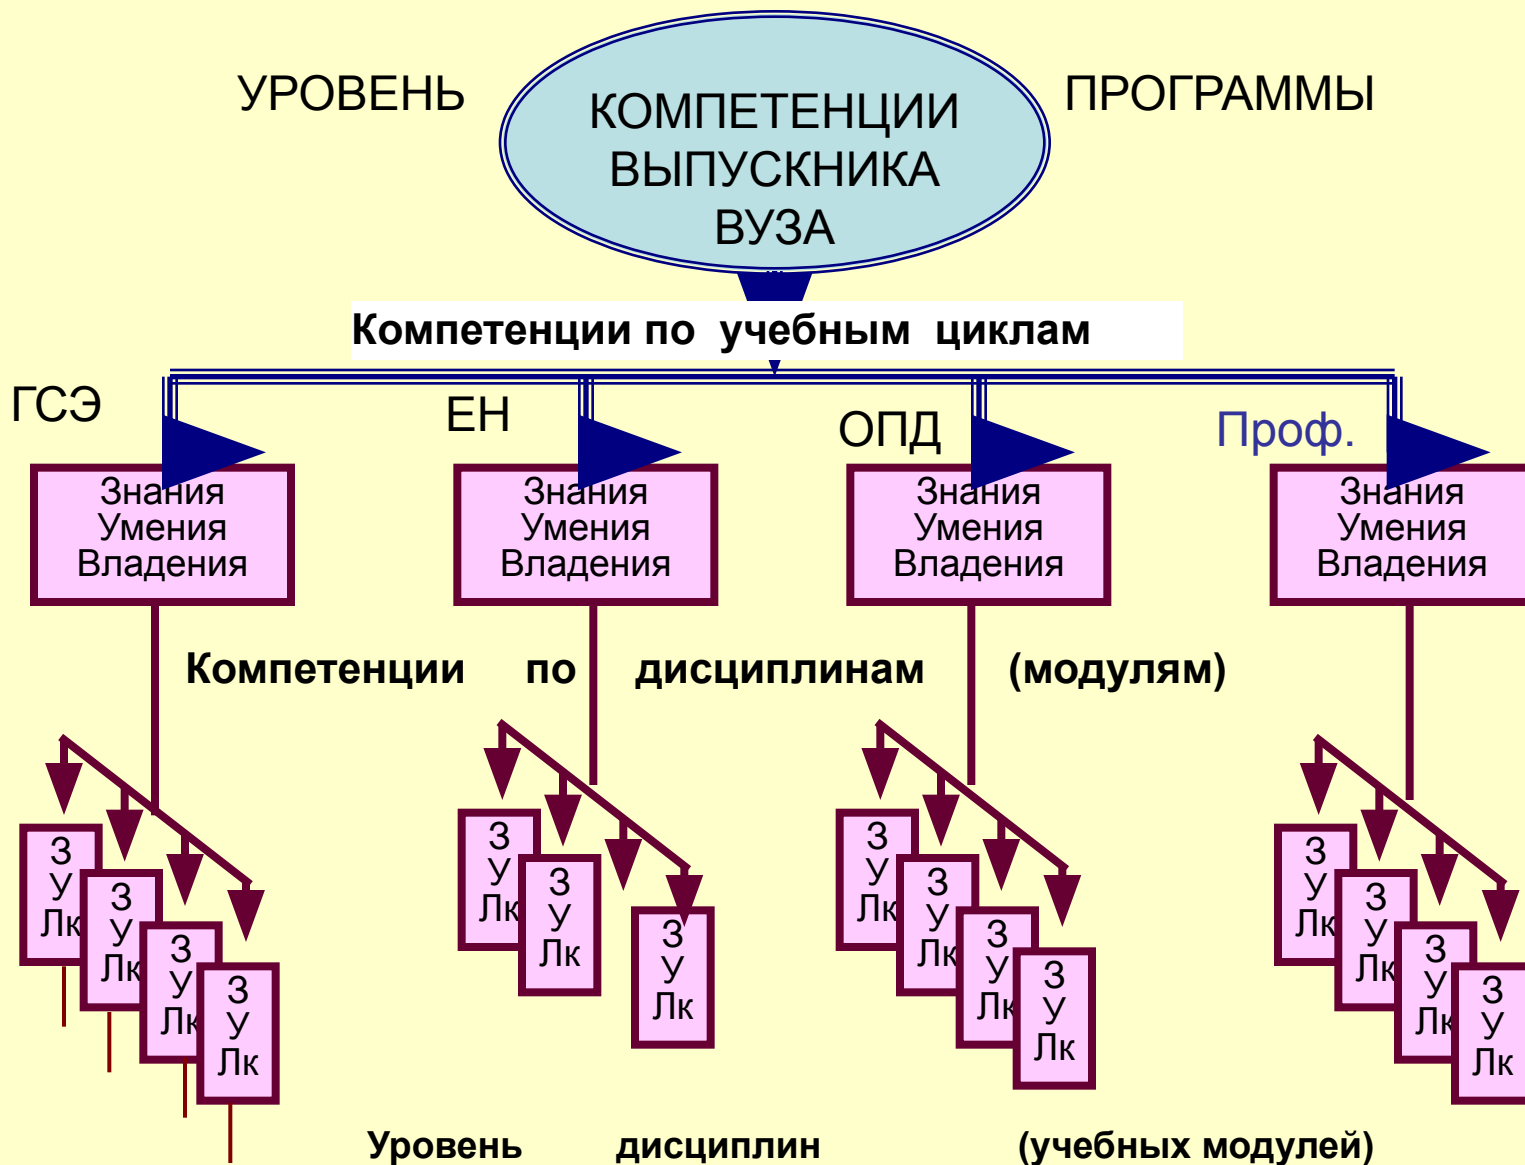 УРОВЕНЬ
КОМПЕТЕНЦИИ
ВЫПУСКНИКА
ВУЗА
ПРОГРАММЫ
Компетенции по учебным циклам
ГСЭ
ЕН
ОПД
Проф.
Знания
Умения
Владения
Знания
Умения
Владения
Знания
Умения
Владения
Знания
Умения
Владения
Компетенции по дисциплинам (модулям)
З
У
Лк
З
У
Лк
З
У
Лк
З
У
Лк
З
У
Лк
З
У
Лк
З
У
Лк
З
У
Лк
З
У
Лк
З
У
Лк
З
У
Лк
З
У
Лк
З
У
Лк
З
У
Лк
З
У
Лк
Уровень дисциплин (учебных модулей)